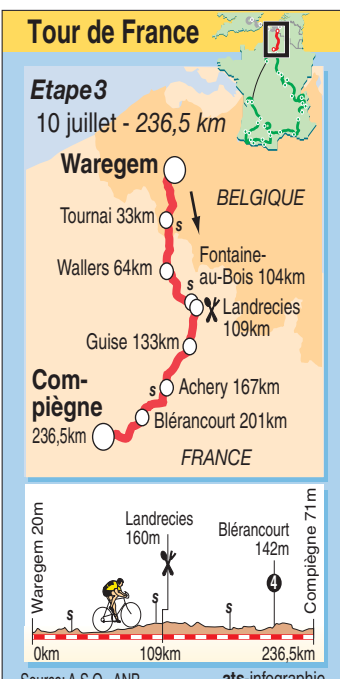 Tour de France
Etape 3
10 juillet - 236,5 km
Waregem
BELGIQUE
Tournai 33km
s
Fontaine-
au-Bois 104km
Wallers 64km
s
Landrecies
109km
Guise 133km
Com-
piègne
236,5km
s
Achery 167km
Blérancourt 201km
FRANCE
Waregem 20m
Landrecies
160m
Blérancourt
142m
Compiègne 71m
4
s
s
s
0km
109km
236,5km
Source: A.S.O., ANP
ats-infographie